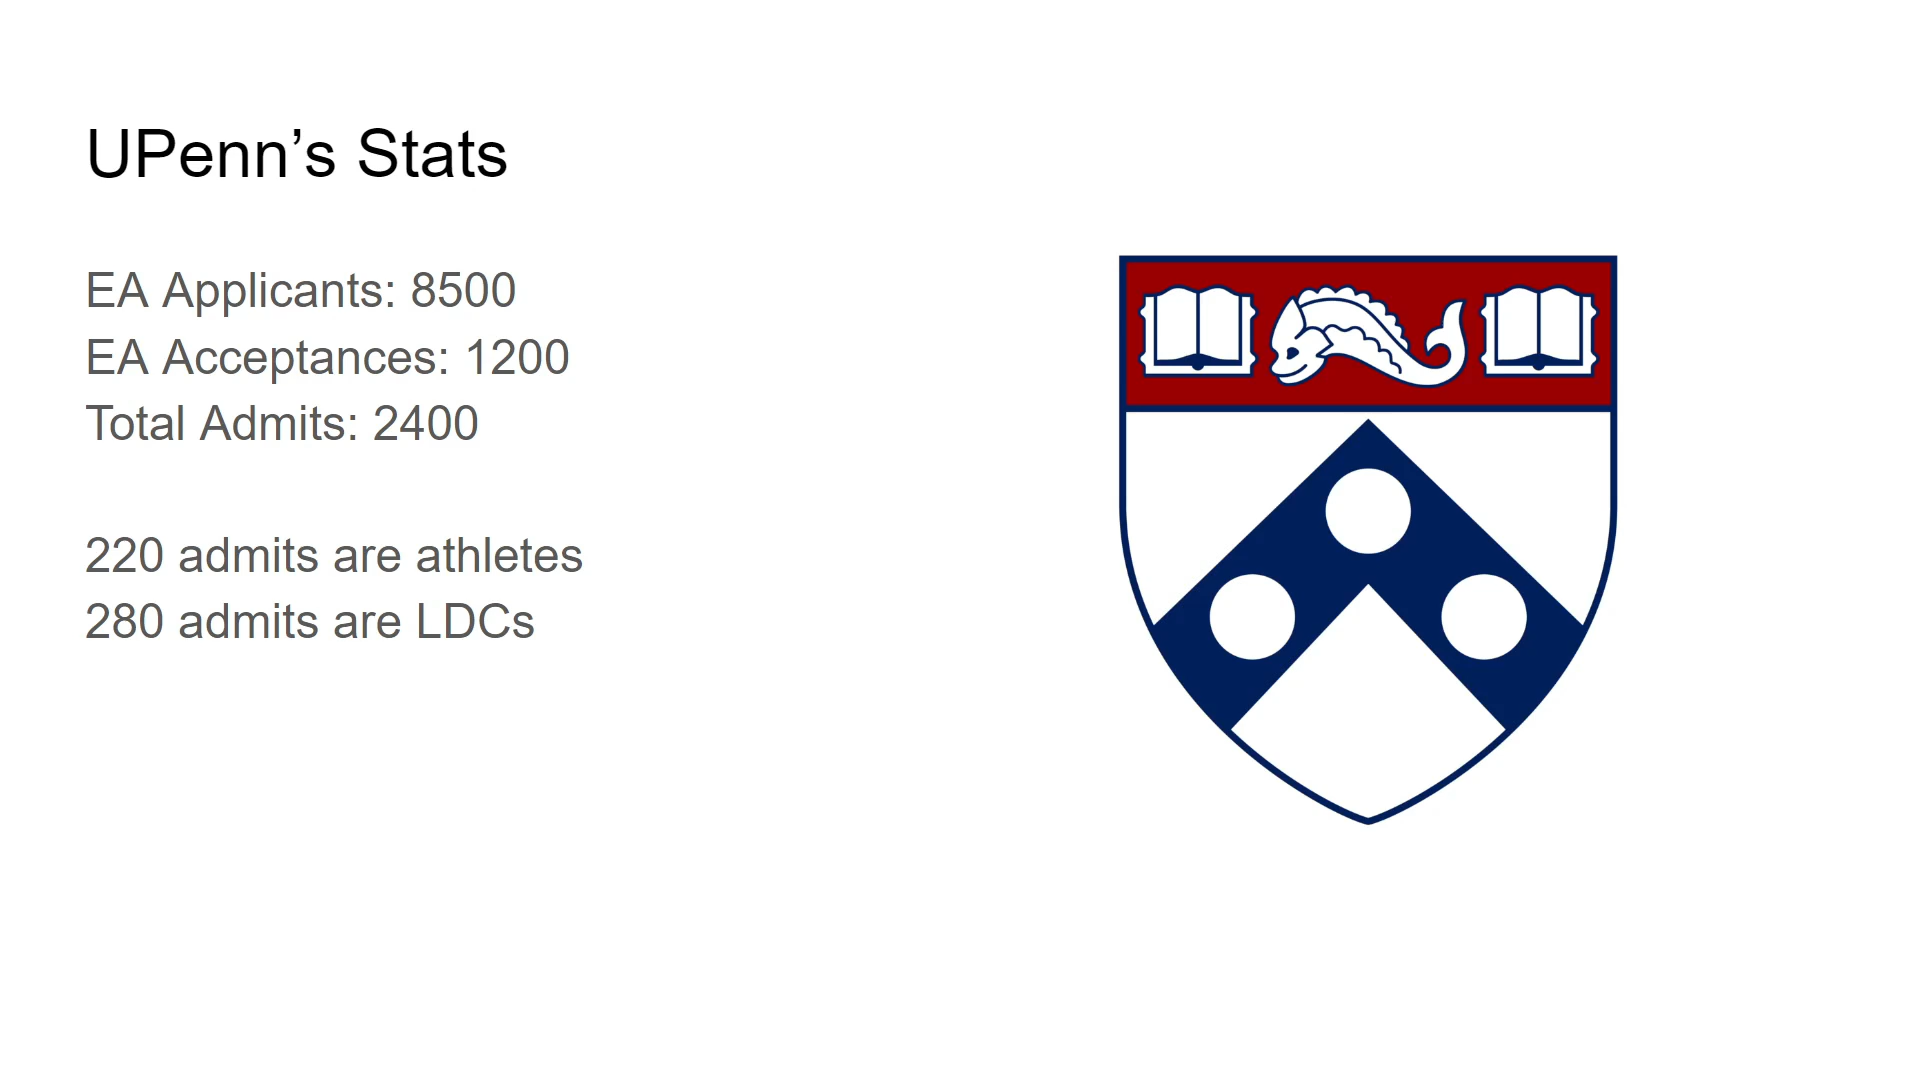 UPenn’s Stats
EA Applicants: 8500
EA Acceptances: 1200
Total Admits: 2400
220 admits are athletes
280 admits are LDCs